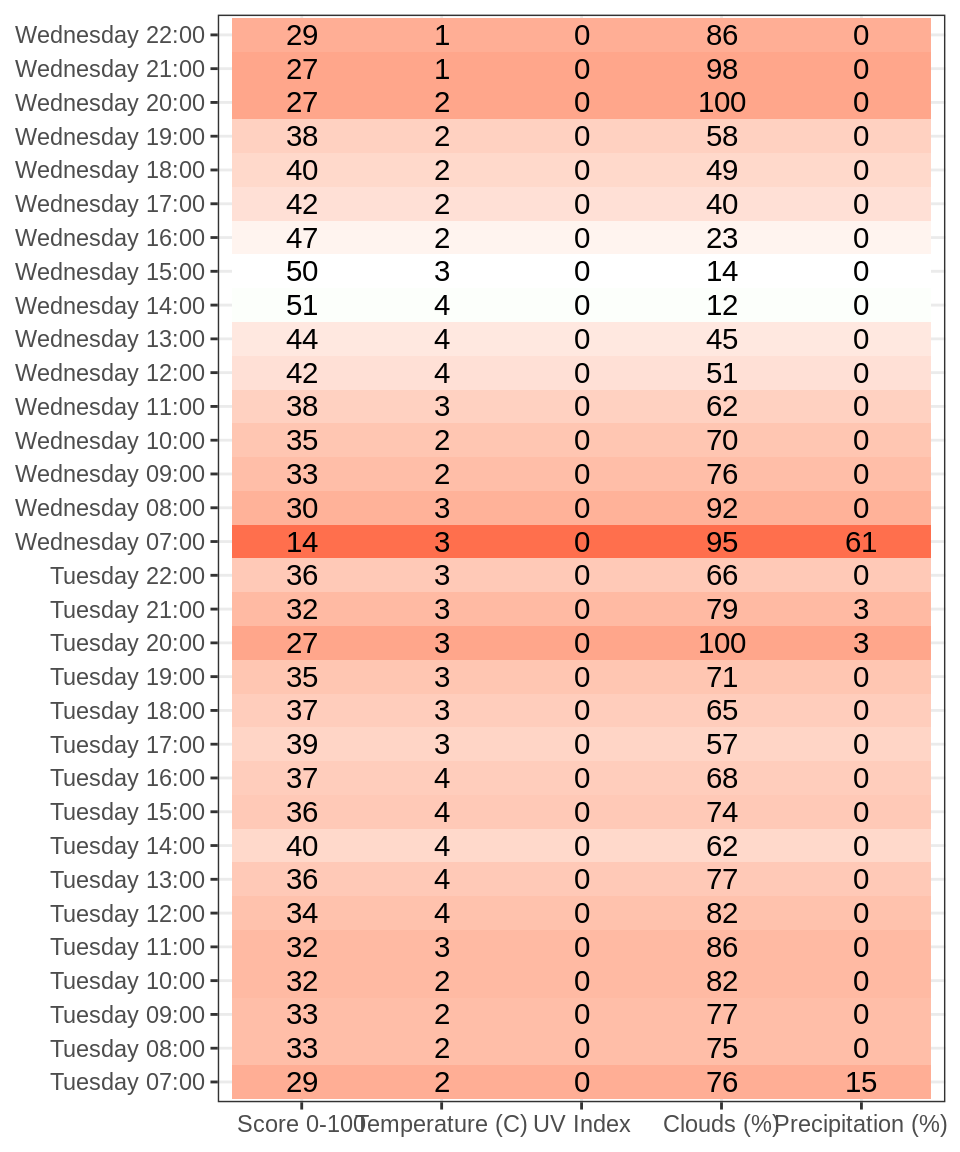 Wednesday 22:00 29 1 0 86 0
Wednesday 21:00 27 1 0 98 0
Wednesday 20:00 27 2 0 100 0
Wednesday 19:00 38 2 0 58 0
Wednesday 18:00 40 2 0 49 0
Wednesday 17:00 42 2 0 40 0
Wednesday 16:00 47 2 0 23 0
Wednesday 15:00 50 3 0 14 0
Wednesday 14:00 51 4 0 12 0
Wednesday 13:00 44 4 0 45 0
Wednesday 12:00 42 4 0 51 0
Wednesday 11:00 38 3 0 62 0
Wednesday 10:00 35 2 0 70 0
Wednesday 09:00 33 2 0 76 0
Wednesday 08:00 30 3 0 92 0
Wednesday 07:00 14 3 0 95 61
Tuesday 22:00 36 3 0 66 0
Tuesday 21:00 32 3 0 79 3
Tuesday 20:00 27 3 0 100 3
Tuesday 19:00 35 3 0 71 0
Tuesday 18:00 37 3 0 65 0
Tuesday 17:00 39 3 0 57 0
Tuesday 16:00 37 4 0 68 0
Tuesday 15:00 36 4 0 74 0
Tuesday 14:00 40 4 0 62 0
Tuesday 13:00 36 4 0 77 0
Tuesday 12:00 34 4 0 82 0
Tuesday 11:00 32 3 0 86 0
Tuesday 10:00 32 2 0 82 0
Tuesday 09:00 33 2 0 77 0
Tuesday 08:00 33 2 0 75 0
Tuesday 07:00 29 2 0 76 15
Score 0-100 Temperature (C) UV Index Clouds (%) Precipitation (%)